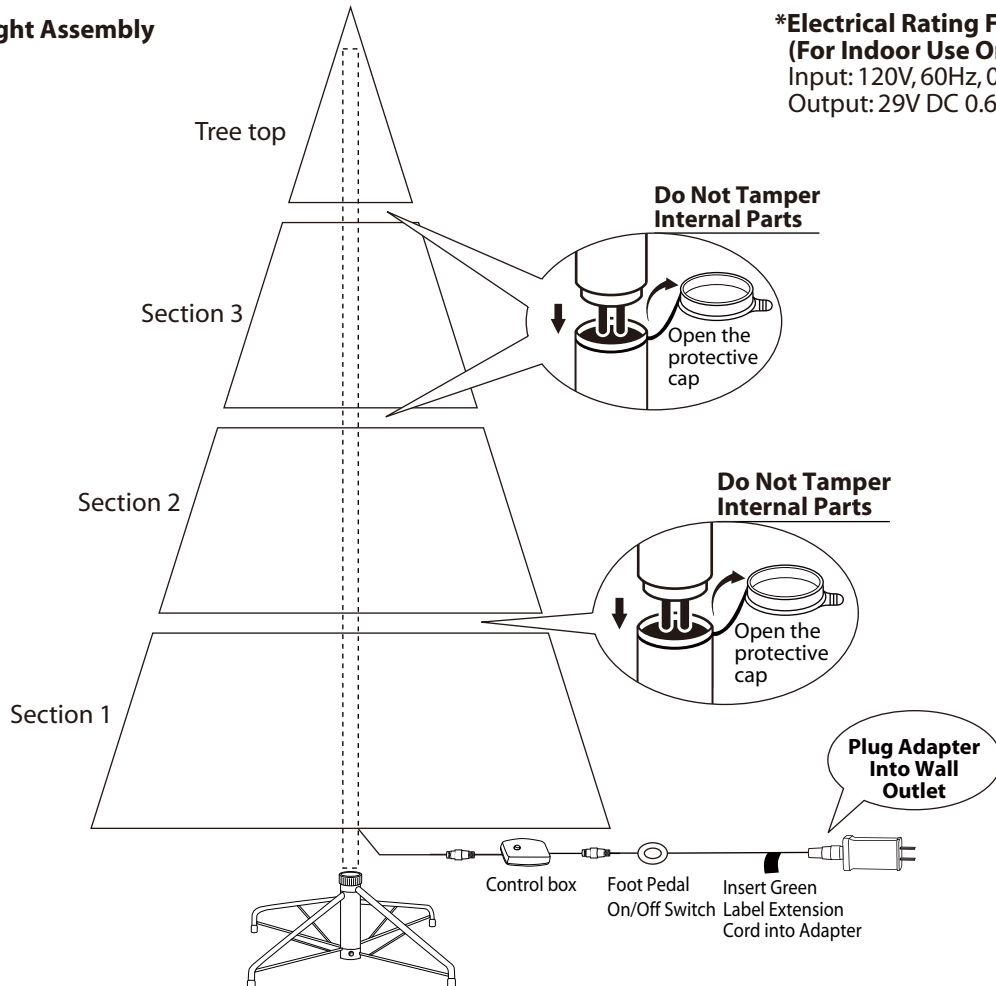 ght Assembly
*Electrical Rating F
(For Indoor Use On
Input: 120V, 60Hz, 0
Output: 29V DC 0.6
Tree top
Do Not Tamper
Internal Parts
Open the
protective
cap
Section 3
Section 2
Do Not Tamper
Internal Parts
Open the
protective
cap
Section 1
Plug Adapter
Into Wall
Outlet
Control box
Foot Pedal
On/Off Switch
Insert Green
Label Extension
Cord into Adapter